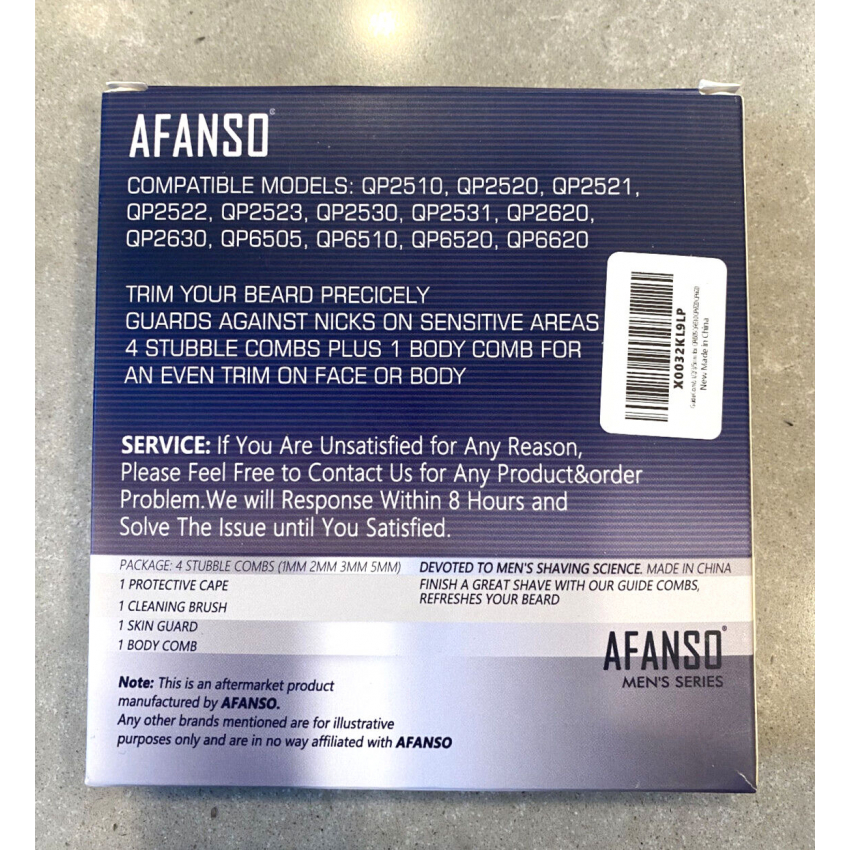 AFANSO®
COMPATIBLE MODELS: QP2510, QP2520, QP2521,
QP2522, QP2523, QP2530, QP2531, QP2620,
QP2630, QP6505, QP6510, QP6520, QP6620
TRIM YOUR BEARD PRECICELY
GUARDS AGAINST NICKS ON SENSITIVE AREAS
4 STUBBLE COMBS PLUS 1 BODY COMB FOR
AN EVEN TRIM ON FACE OR BODY
X0032KL9LP
New Made in China
SERVICE: If You Are Unsatisfied for Any Reason,
Please Feel Free to Contact Us for Any Product&order
Problem.We will Response Within 8 Hours and
Solve The Issue until You Satisfied.
PACKAGE: 4 STUBBLE COMBS (1MM 2MM 3MM 5MM)
1 PROTECTIVE CAPE
1 CLEANING BRUSH
1 SKIN GUARD
1 BODY COMB
DEVOTED TO MEN'S SHAVING SCIENCE. MADE IN CHINA
FINISH A GREAT SHAVE WITH OUR GUIDE COMBS,
REFRESHES YOUR BEARD
AFANSO®
MEN'S SERIES
Note: This is an aftermarket product
manufactured by AFANSO.
Any other brands mentioned are for illustrative
purposes only and are in no way affiliated with AFANSO